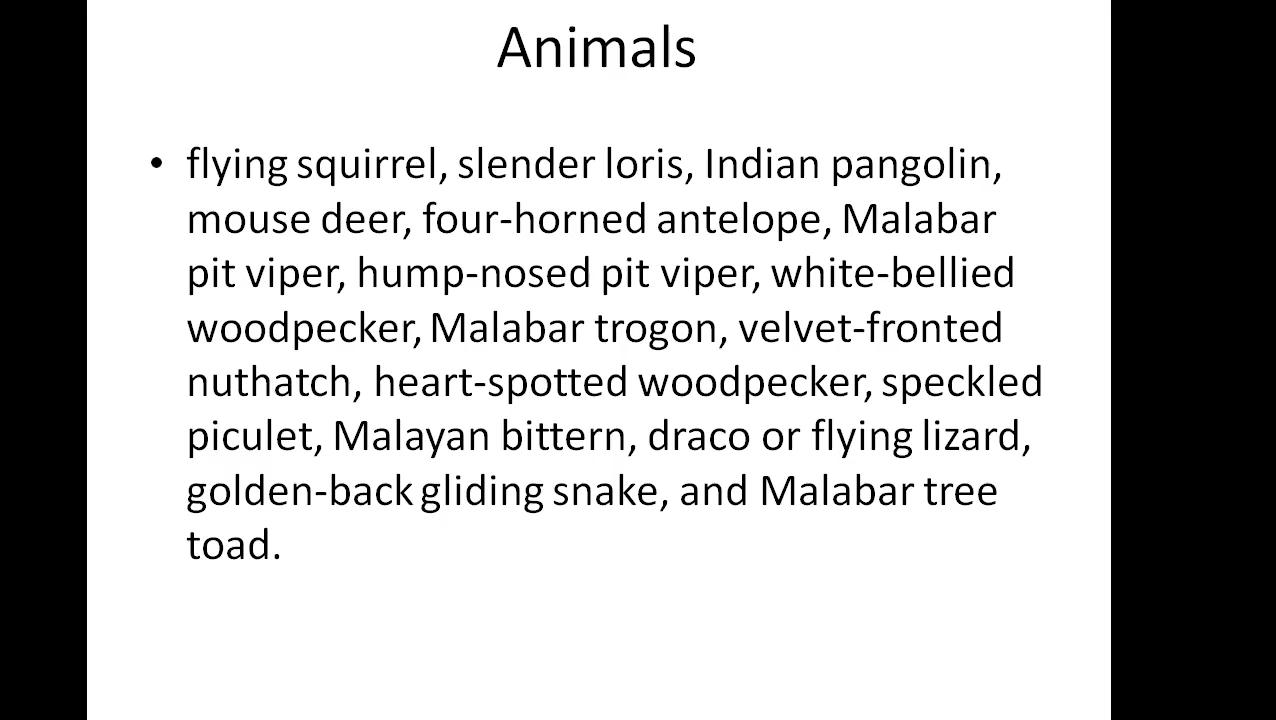 Animals
• flying squirrel, slender loris, Indian pangolin,
mouse deer, four-horned antelope, Malabar
pit viper, hump-nosed pit viper, white-bellied
woodpecker, Malabar trogon, velvet-fronted
nuthatch, heart-spotted woodpecker, speckled
piculet, Malayan bittern, draco or flying lizard,
golden-back gliding snake, and Malabar tree
toad.